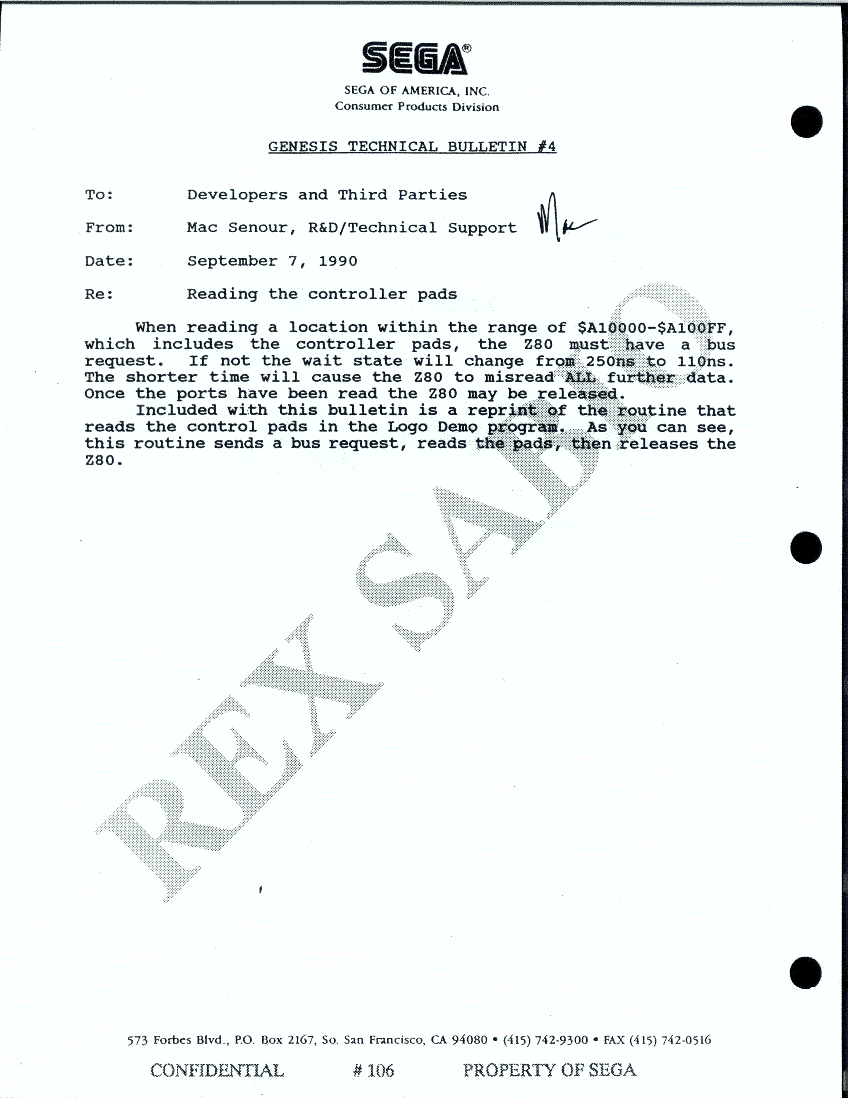 SEGA®
SEGA OF AMERICA, INC.
Consumer Products Division
GENESIS TECHNICAL BULLETIN #4
To: Developers and Third Parties
From: Mac Senour, R&D/Technical Support Mac
Date: September 7, 1990
Re: Reading the controller pads
When reading a location within the range of $A10000-$A100FF,
which includes the controller pads, the Z80 must have a bus
request. If not the wait state will change from 250ns to 110ns.
The shorter time will cause the Z80 to misread ALL further data.
Once the ports have been read the Z80 may be released.
Included with this bulletin is a reprint of the routine that
reads the control pads in the Logo Demo program. As you can see,
this routine sends a bus request, reads the pads, then releases the
Z80.
REX SABIO
573 Forbes Blvd., P.O. Box 2167, So. San Francisco, CA 94080 • (415) 742-9300 • FAX (415) 742-0516
CONFIDENTIAL #106 PROPERTY OF SEGA